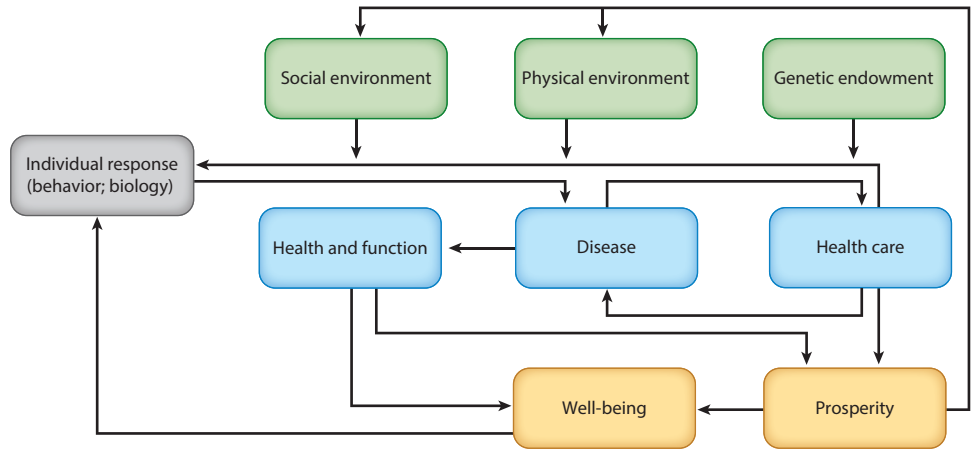 Social environment
Physical environment
Genetic endowment
Individual response
(behavior; biology)
Health and function
Disease
Health care
Well-being
Prosperity